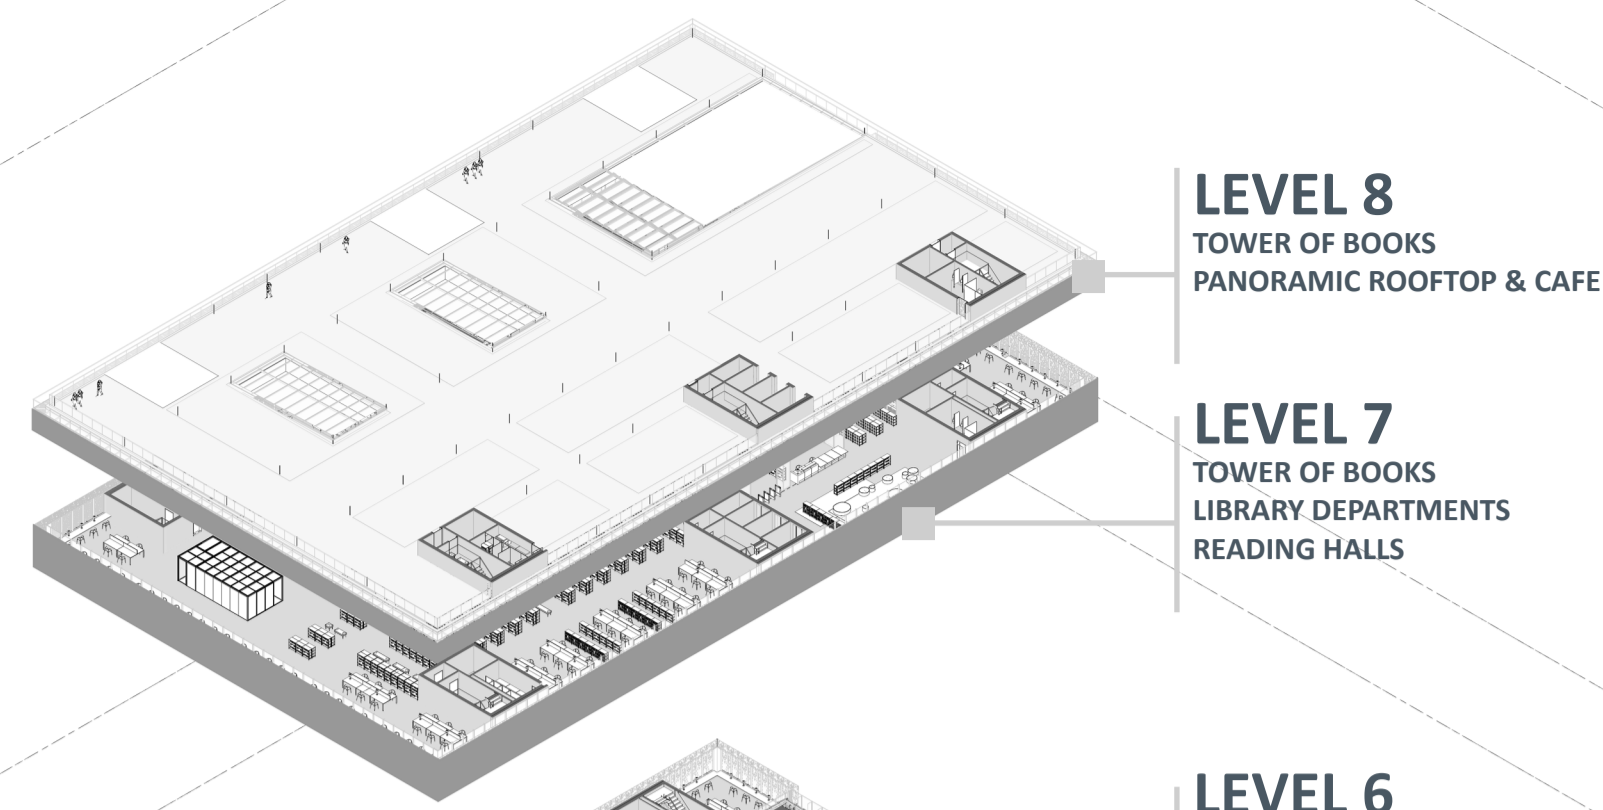 LEVEL 8
TOWER OF BOOKS
PANORAMIC ROOFTOP & CAFE
LEVEL 7
TOWER OF BOOKS
LIBRARY DEPARTMENTS
READING HALLS
LEVEL 6